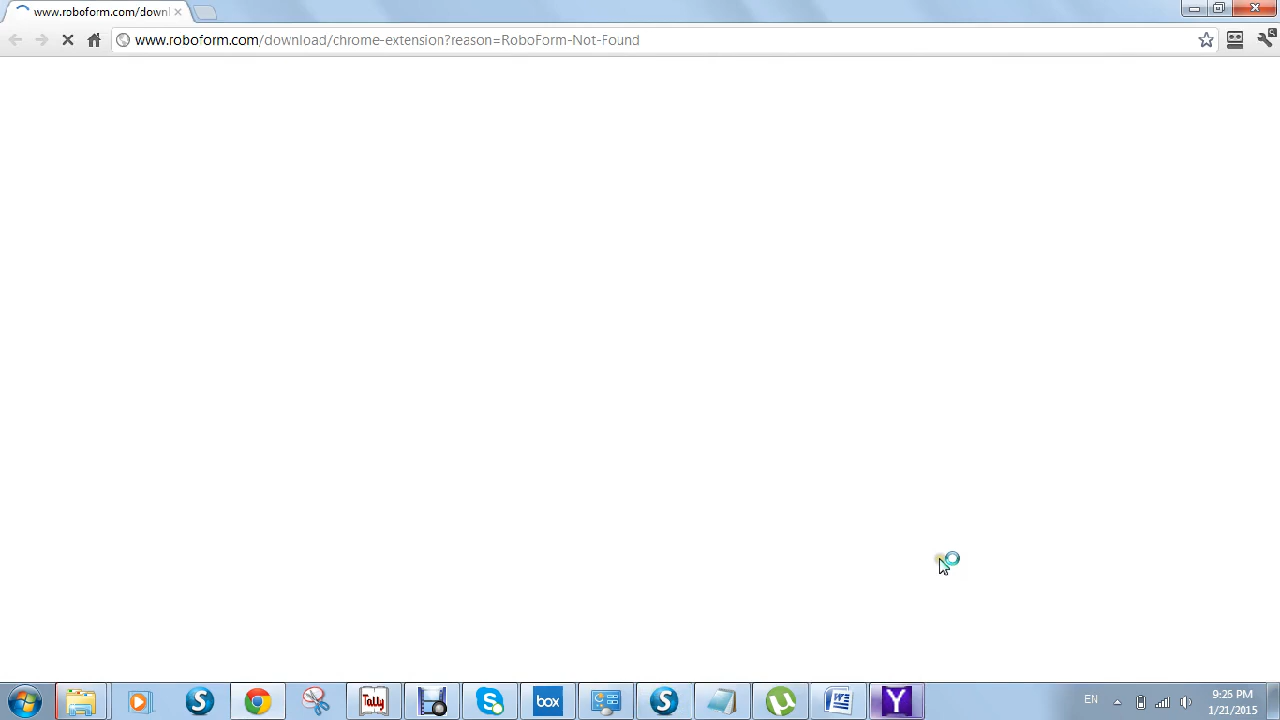 www.roboform.com/downl
www.roboform.com/download/chrome-extension?reason=RoboForm-Not-Found
S
Tally
S
box
S
W
Y!
EN
9:25 PM
1/21/2015